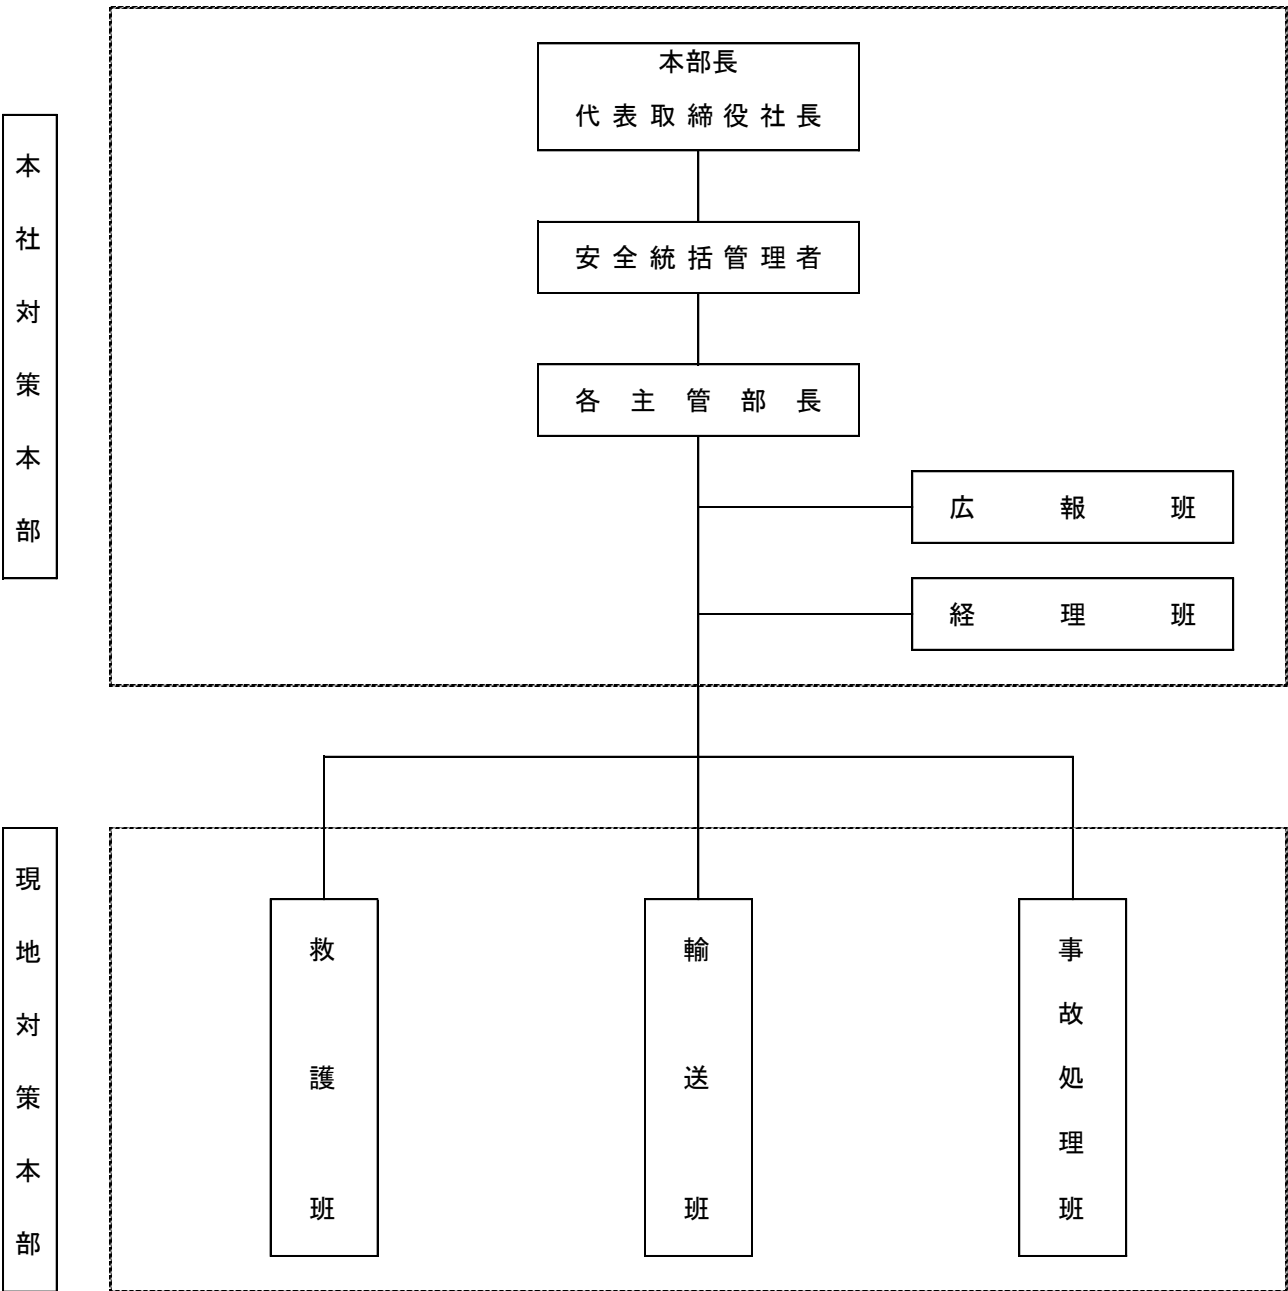 本部長
代表取締役社長
本社対策本部
安全統括管理者
各主管部長
広報班
経理班
現地対策本部
救護班
輸送班
事故処理班